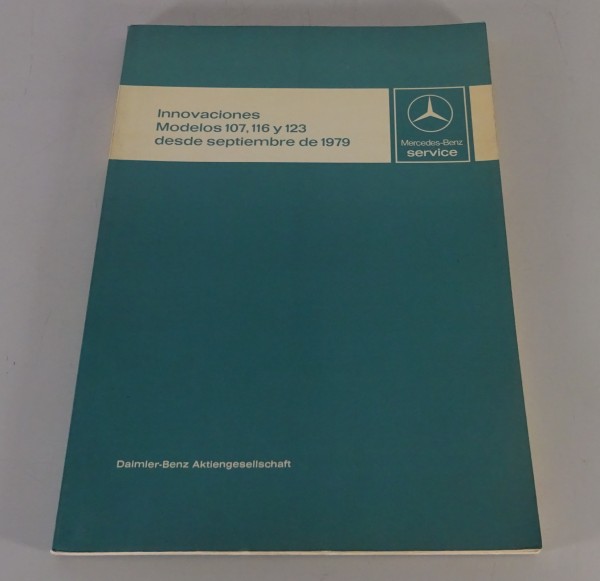 Innovaciones
Modelos 107, 116 y 123
desde septiembre de 1979
Mercedes-Benz
service
Daimler-Benz Aktiengesellschaft